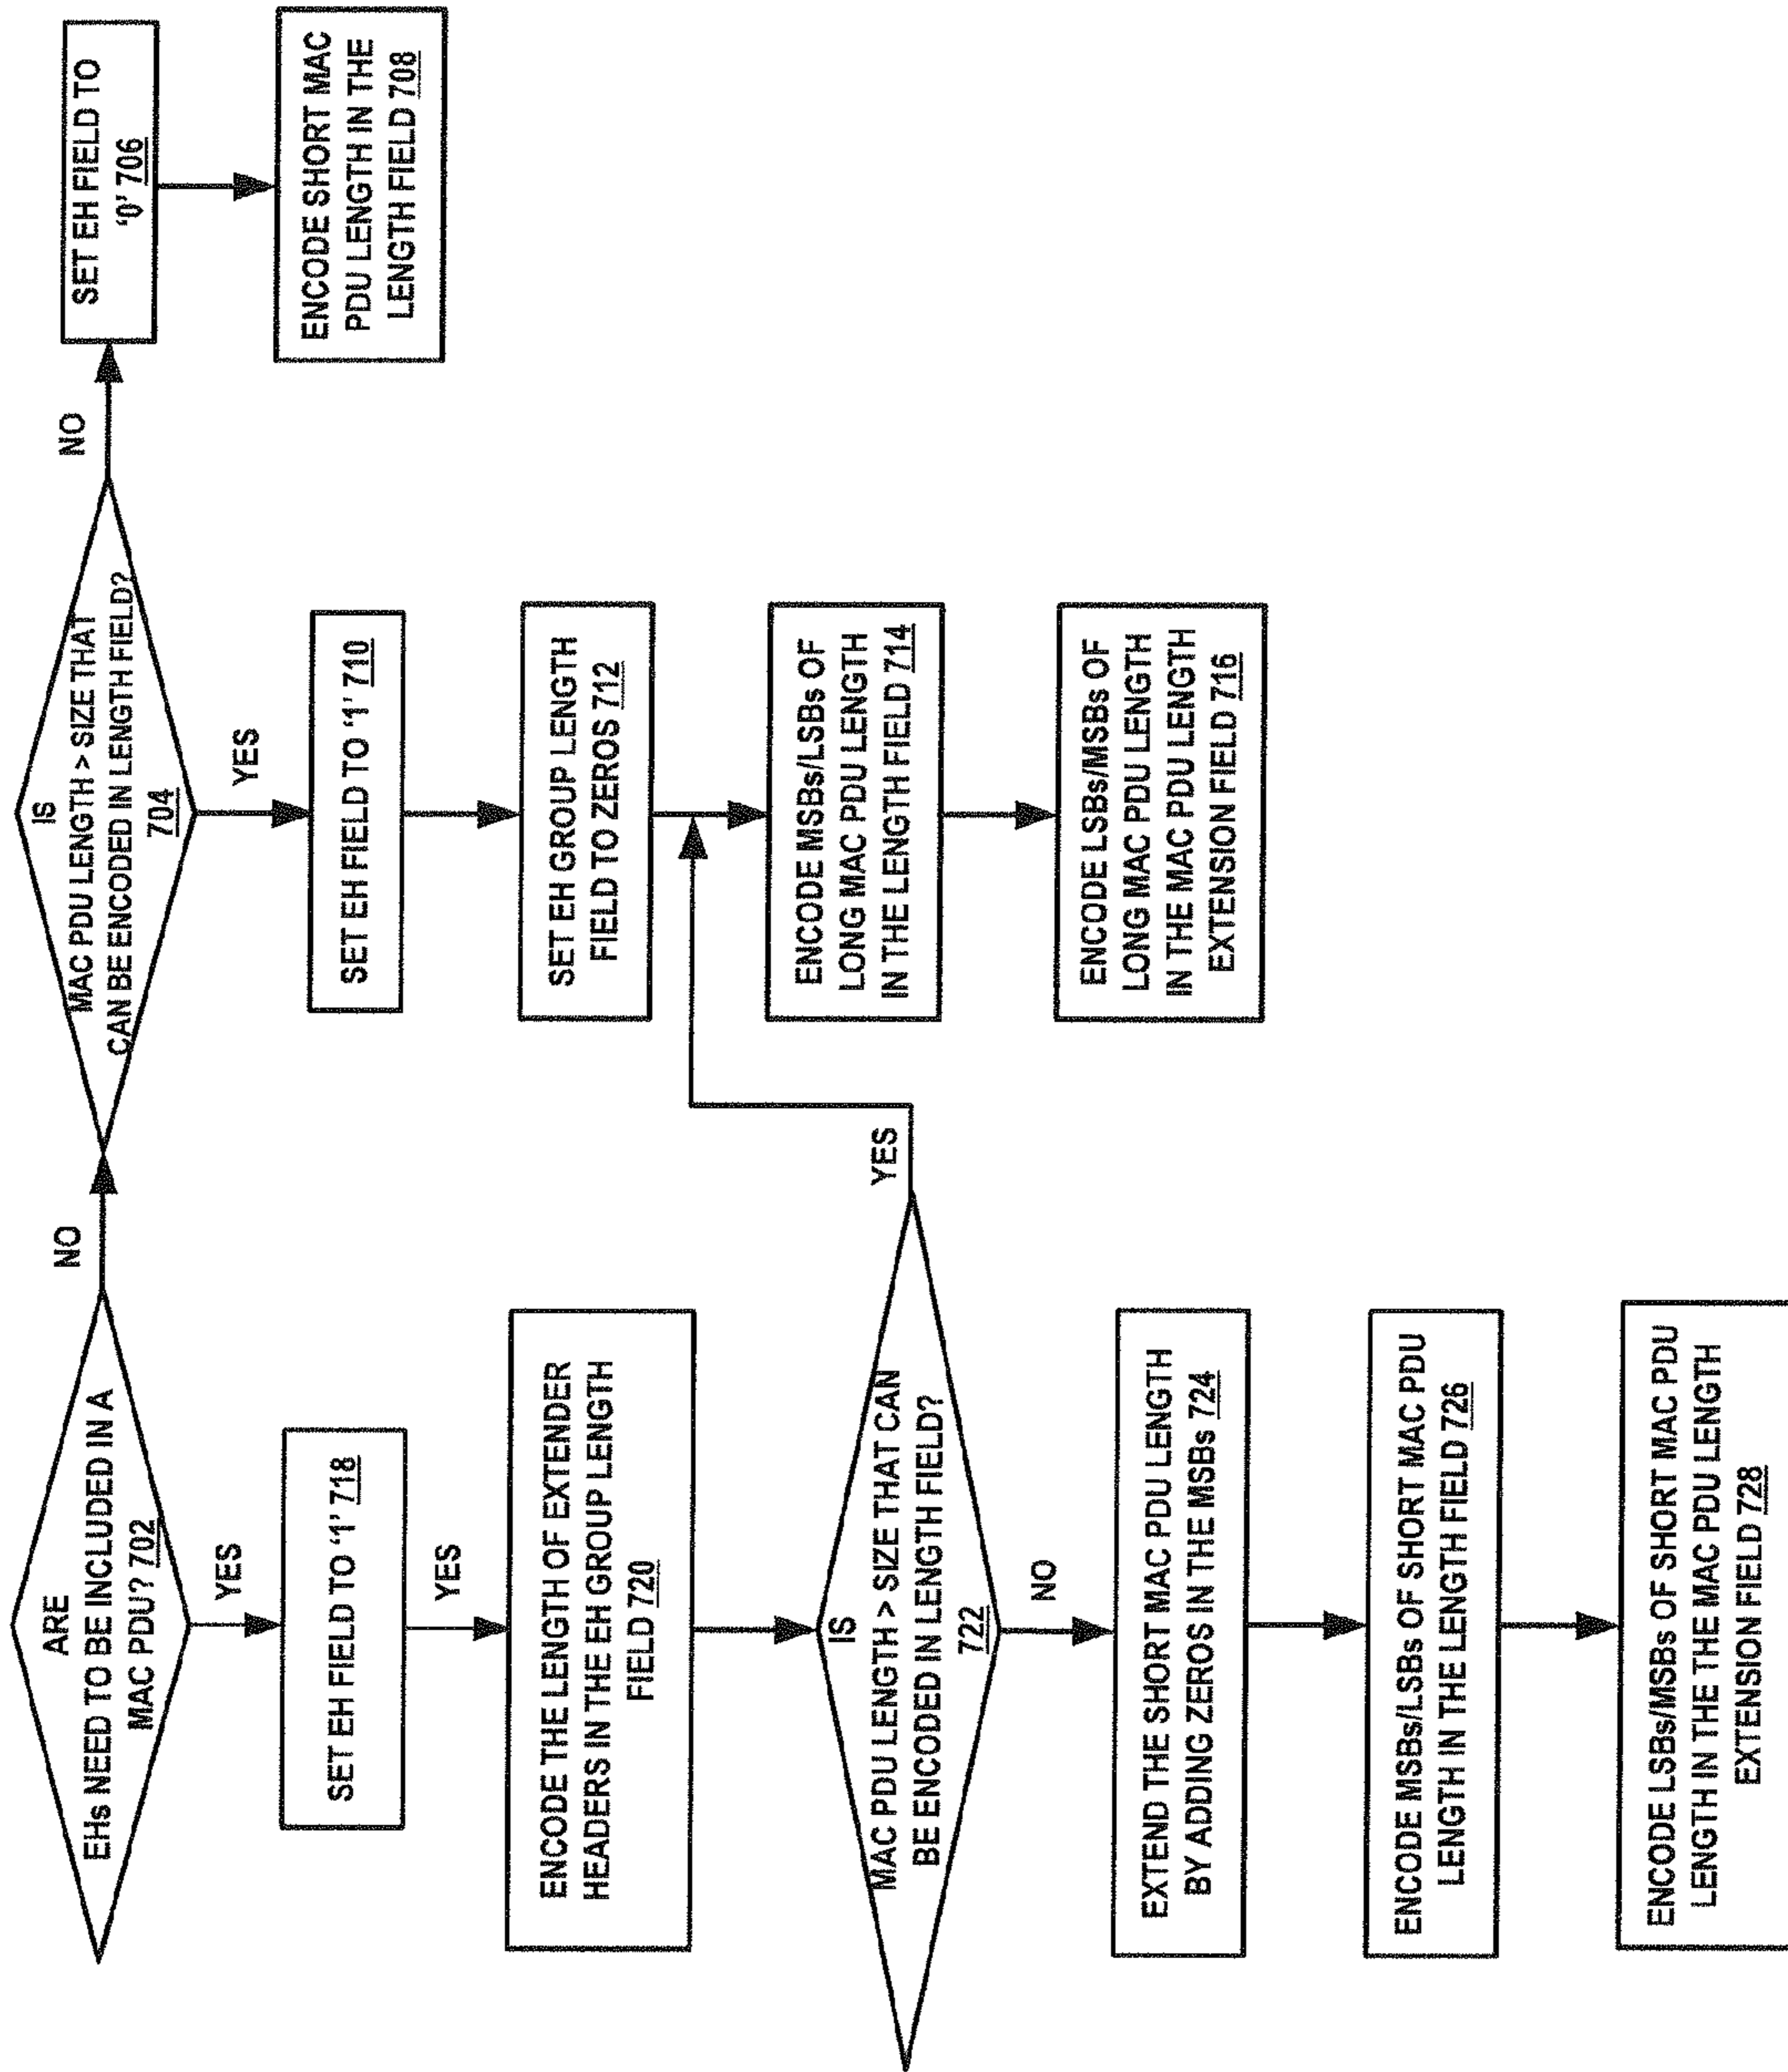 ARE
EHs NEED TO BE INCLUDED IN A
MAC PDU? 702
NO
YES
IS
MAC PDU LENGTH > SIZE THAT
CAN BE ENCODED IN LENGTH FIELD?
704
NO
YES
SET EH FIELD TO
'0' 706
ENCODE SHORT MAC
PDU LENGTH IN THE
LENGTH FIELD 708
SET EH FIELD TO '1' 710
SET EH GROUP LENGTH
FIELD TO ZEROS 712
ENCODE MSBs/LSBs OF
LONG MAC PDU LENGTH
IN THE LENGTH FIELD 714
ENCODE LSBs/MSBs OF
LONG MAC PDU LENGTH
IN THE MAC PDU LENGTH
EXTENSION FIELD 716
SET EH FIELD TO '1' 718
YES
ENCODE THE LENGTH OF EXTENDER
HEADERS IN THE EH GROUP LENGTH
FIELD 720
IS
MAC PDU LENGTH > SIZE THAT CAN
BE ENCODED IN LENGTH FIELD?
722
YES
NO
EXTEND THE SHORT MAC PDU LENGTH
BY ADDING ZEROS IN THE MSBs 724
ENCODE MSBs/LSBs OF SHORT MAC PDU
LENGTH IN THE LENGTH FIELD 726
ENCODE LSBs/MSBs OF SHORT MAC PDU
LENGTH IN THE THE MAC PDU LENGTH
EXTENSION FIELD 728